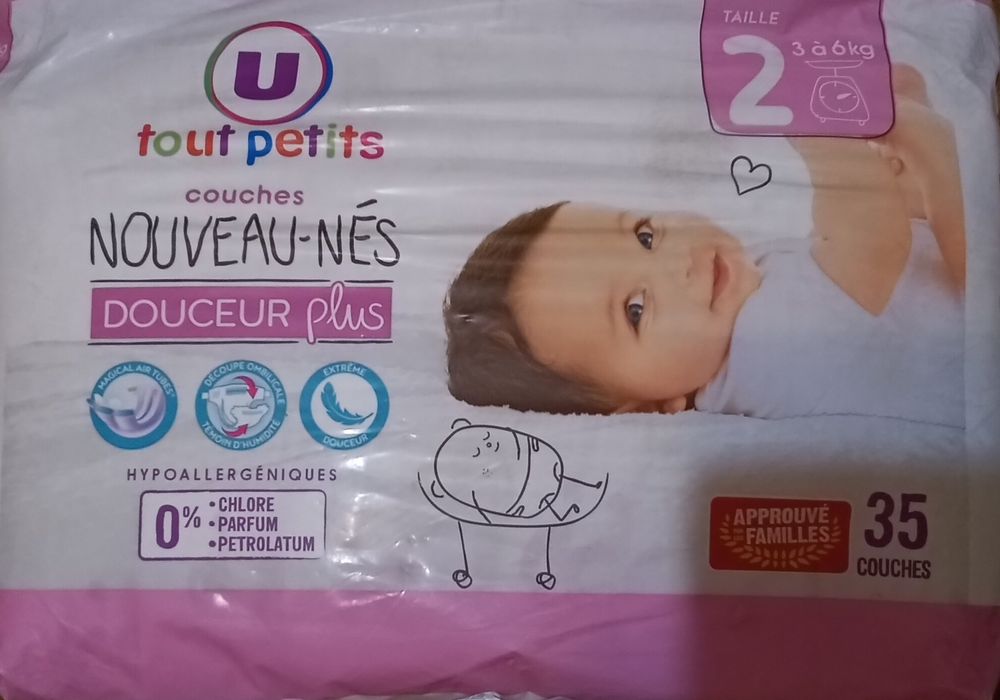 U
tout petits
couches
NOUVEAU-NÉS
DOUCEUR plus
MAGICAL AIR TUBES
DÉCOUPE OMBILICALE
TÉMOIN D'HUMIDITÉ
EXTRÊME
DOUCEUR
HYPOALLERGÉNIQUES
0%
• CHLORE
• PARFUM
• PETROLATUM
TAILLE
2
3 à 6kg
APPROUVÉ
FAMILLES
35
COUCHES